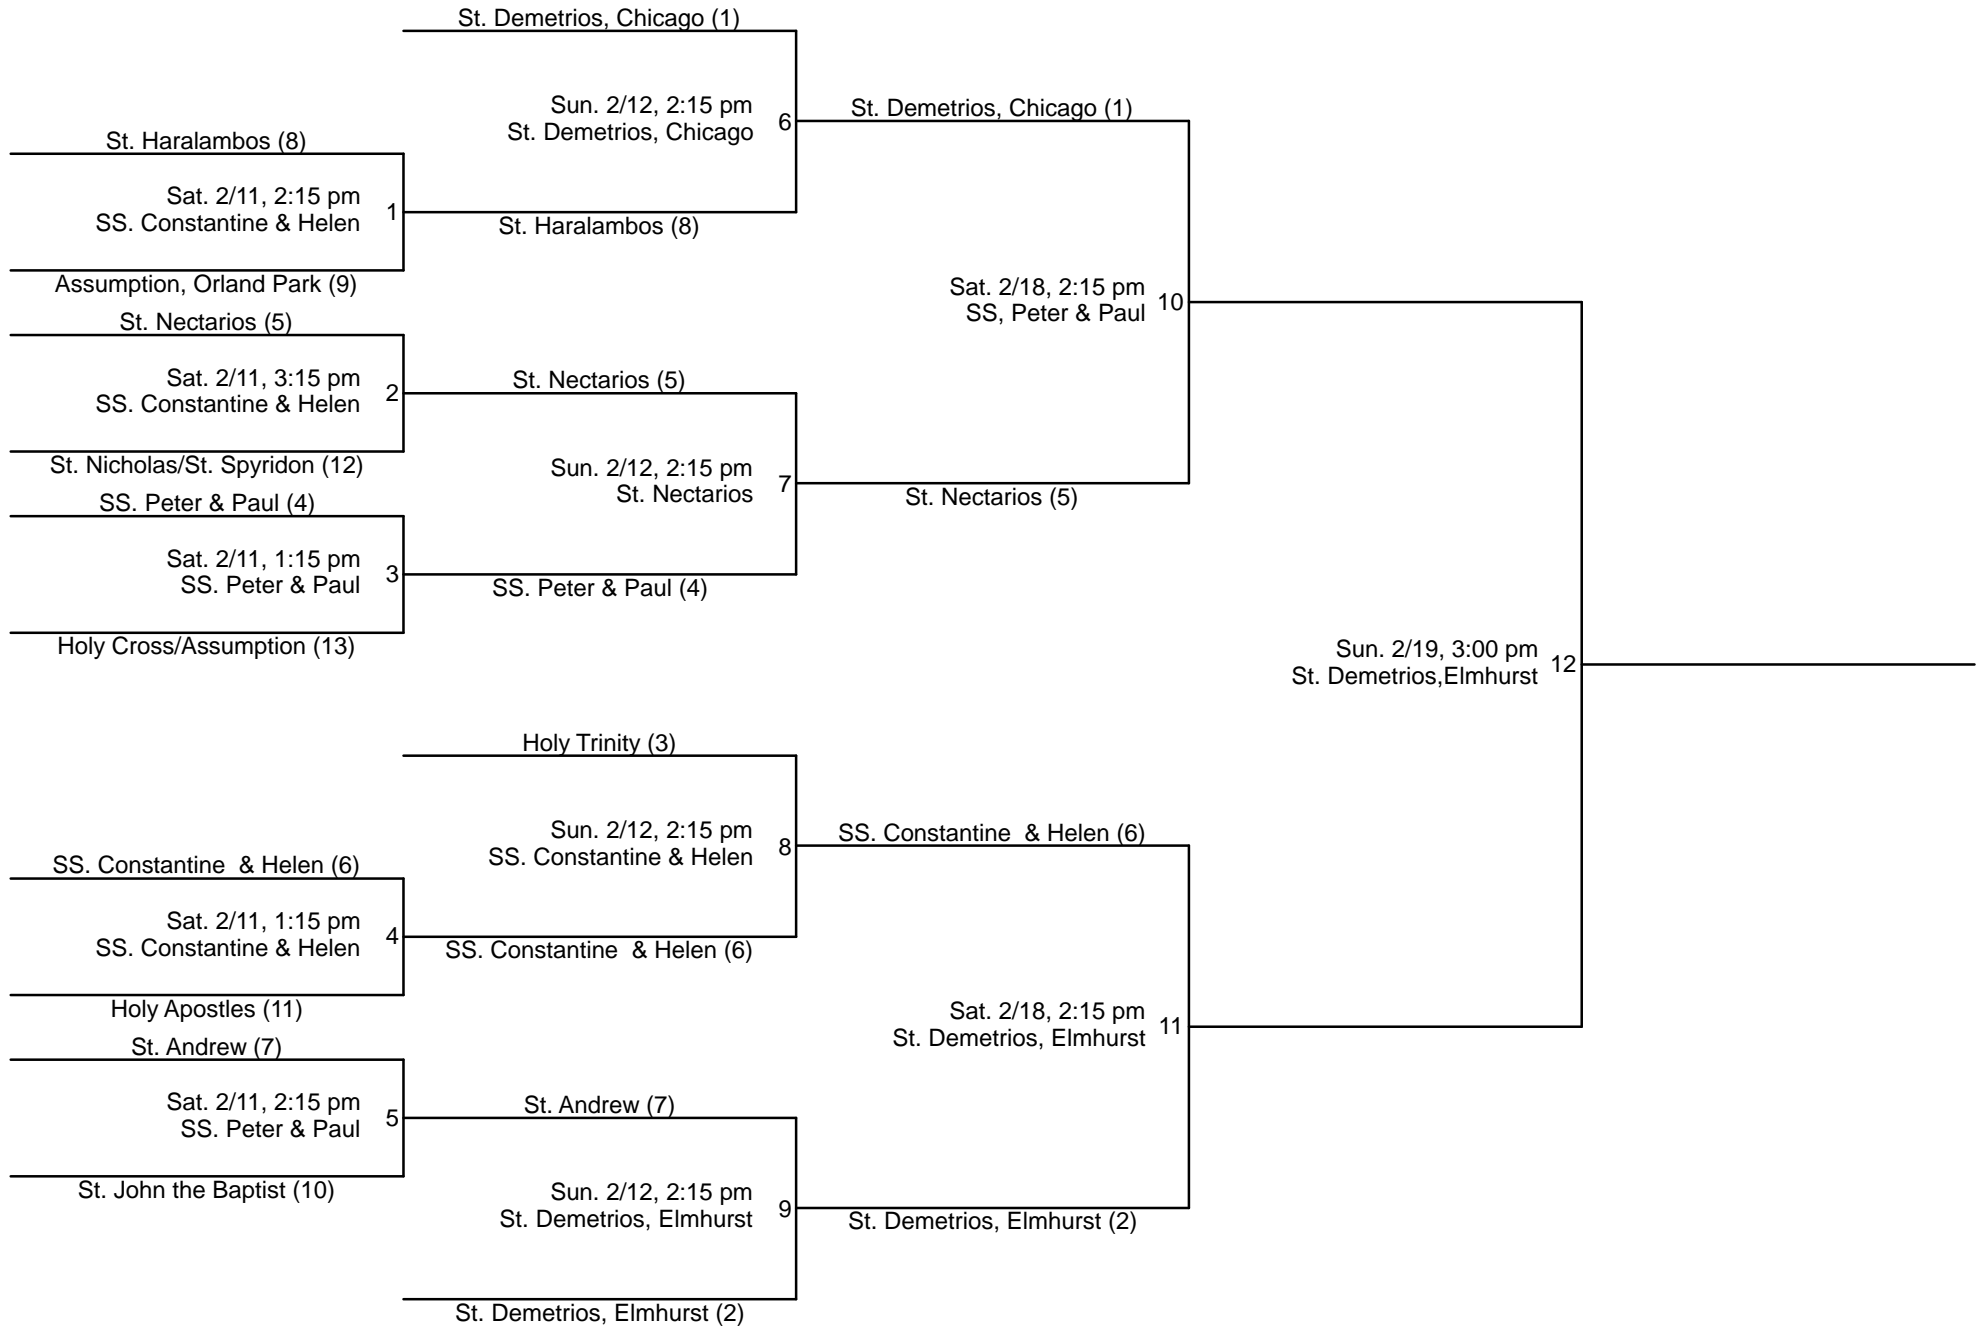 St. Demetrios, Chicago (1)
Sun. 2/12, 2:15 pm
St. Demetrios, Chicago
6
St. Demetrios, Chicago (1)
St. Haralambos (8)
Sat. 2/11, 2:15 pm
SS. Constantine & Helen
1
St. Haralambos (8)
Assumption, Orland Park (9)
Sat. 2/18, 2:15 pm
SS, Peter & Paul
10
St. Nectarios (5)
Sat. 2/11, 3:15 pm
SS. Constantine & Helen
2
St. Nectarios (5)
St. Nicholas/St. Spyridon (12)
Sun. 2/12, 2:15 pm
St. Nectarios
7
St. Nectarios (5)
SS. Peter & Paul (4)
Sat. 2/11, 1:15 pm
SS. Peter & Paul
3
SS. Peter & Paul (4)
Holy Cross/Assumption (13)
Sun. 2/19, 3:00 pm
St. Demetrios,Elmhurst
12
Holy Trinity (3)
Sun. 2/12, 2:15 pm
SS. Constantine & Helen
8
SS. Constantine  & Helen (6)
SS. Constantine  & Helen (6)
Sat. 2/11, 1:15 pm
SS. Constantine & Helen
4
SS. Constantine  & Helen (6)
Holy Apostles (11)
Sat. 2/18, 2:15 pm
St. Demetrios, Elmhurst
11
St. Andrew (7)
Sat. 2/11, 2:15 pm
SS. Peter & Paul
5
St. Andrew (7)
St. John the Baptist (10)
Sun. 2/12, 2:15 pm
St. Demetrios, Elmhurst
9
St. Demetrios, Elmhurst (2)
St. Demetrios, Elmhurst (2)